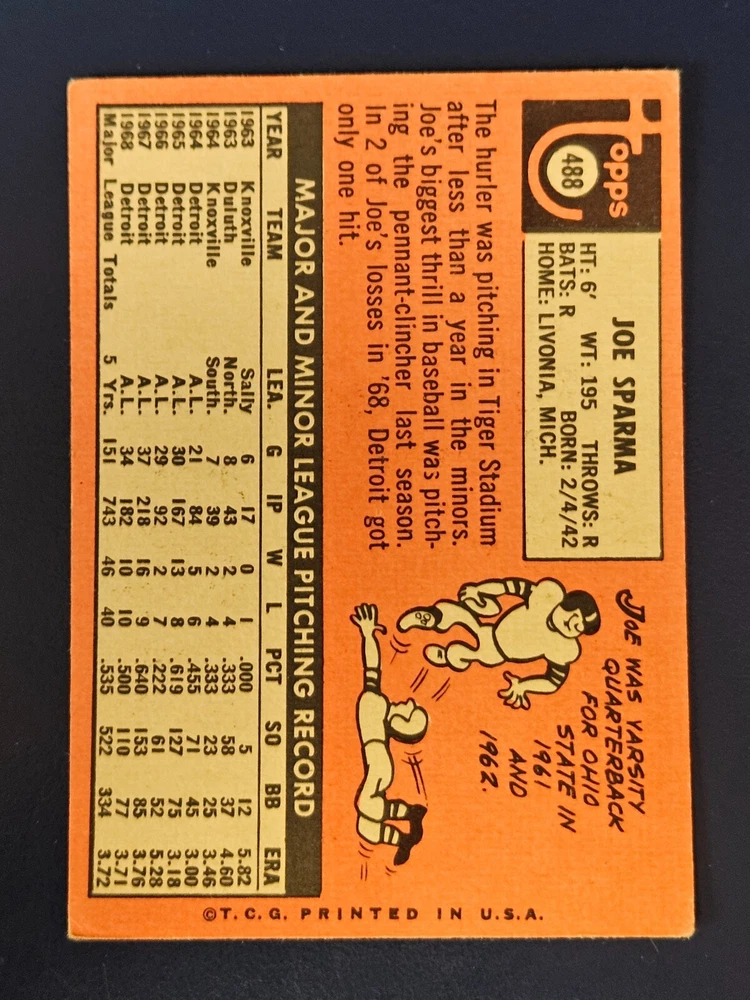 Topps
488
JOE SPARMA
HT: 6' WT: 195 THROWS: R
BATS: R BORN: 2/4/42
HOME: LIVONIA, MICH.
JOE WAS VARSITY
QUARTERBACK
FOR OHIO
STATE IN
1961
AND
1962.
The hurler was pitching in Tiger Stadium
after less than a year in the minors.
Joe's biggest thrill in baseball was pitch-
ing the pennant-clincher last season.
In 2 of Joe's losses in '68, Detroit got
only one hit.
MAJOR AND MINOR LEAGUE PITCHING RECORD
YEAR TEAM LEA. G IP W L PCT SO BB ERA
1963 Knoxville Sally 6 17 0 1 .000 5 12 5.82
1963 Duluth North. 8 43 2 4 .333 58 37 4.60
1964 Knoxville South. 7 39 2 4 .333 23 25 3.46
1964 Detroit A.L. 21 84 5 6 .455 71 45 3.00
1965 Detroit A.L. 30 167 13 8 .619 127 75 3.18
1966 Detroit A.L. 29 92 2 7 .222 61 52 5.28
1967 Detroit A.L. 37 218 16 9 .640 153 85 3.76
1968 Detroit A.L. 34 182 10 10 .500 110 77 3.71
Major League Totals 5 Yrs. 151 743 46 40 .535 522 334 3.72
©T.C.G. PRINTED IN U.S.A.